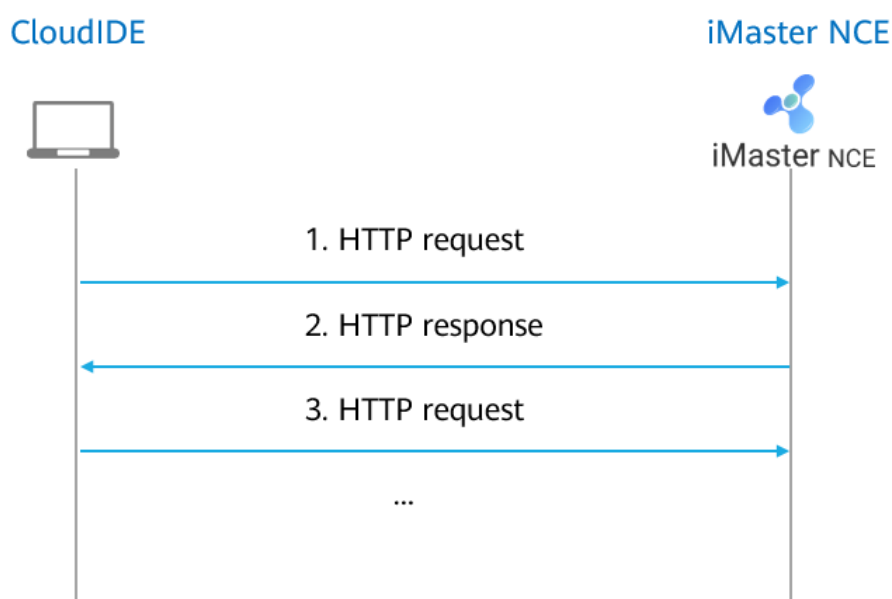 CloudIDE
iMaster NCE
iMaster NCE
1. HTTP request
2. HTTP response
3. HTTP request
...